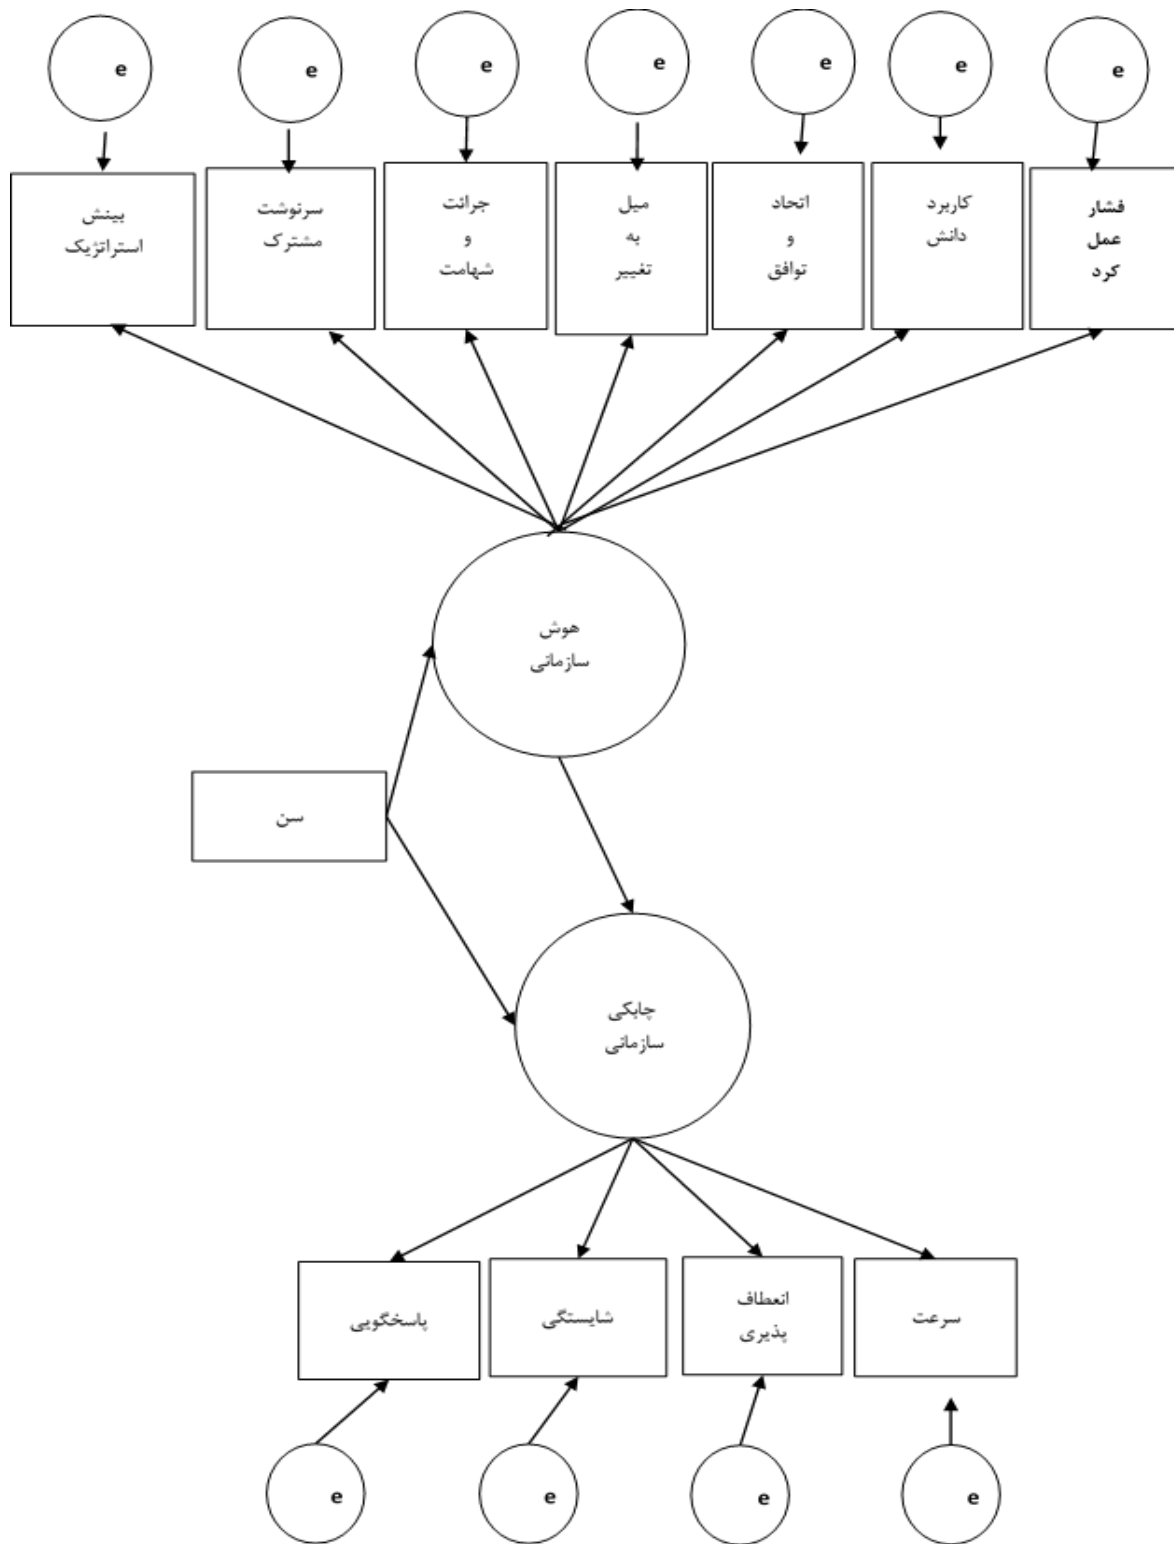 e
e
e
e
e
e
e
بینش
استراتژیک
سرنوشت
مشترک
جرائت
و
شهامت
میل
به
تغییر
اتحاد
و
توافق
کاربرد
دانش
فشار
عمل
کرد
هوش
سازمانی
سن
چابکی
سازمانی
پاسخگویی
شایستگی
انعطاف
پذیری
سرعت
e
e
e
e